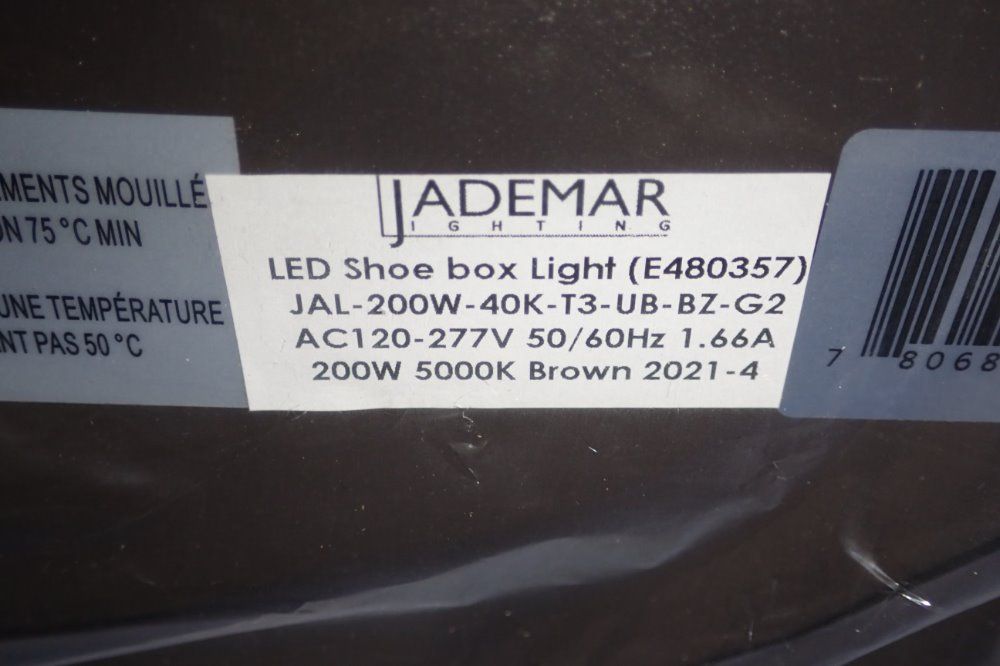 MENTS MOUILLÉ
N 75 °C MIN
UNE TEMPÉRATURE
NT PAS 50 °C
JADEMAR
LIGHTING
LED Shoe box Light (E480357)
JAL-200W-40K-T3-UB-BZ-G2
AC120-277V 50/60Hz 1.66A
200W 5000K Brown 2021-4
7 8068